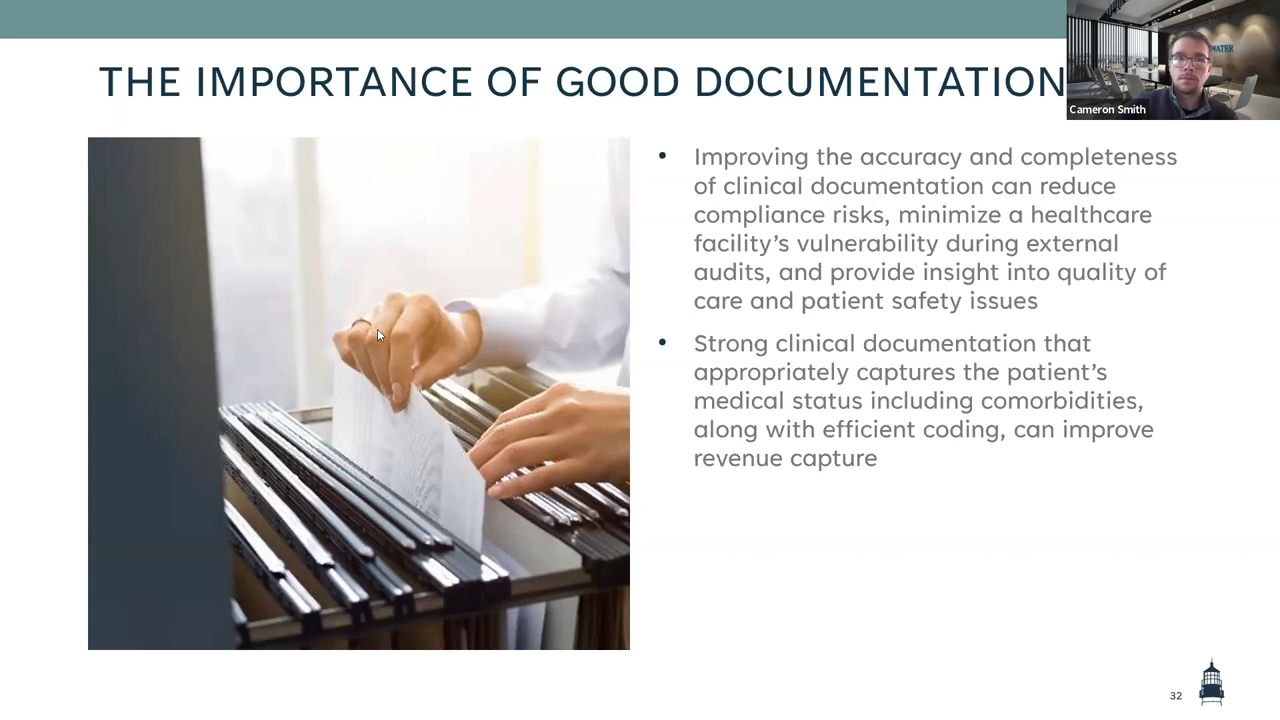 THE IMPORTANCE OF GOOD DOCUMENTATION
WATER
Cameron Smith
• Improving the accuracy and completeness
of clinical documentation can reduce
compliance risks, minimize a healthcare
facility’s vulnerability during external
audits, and provide insight into quality of
care and patient safety issues
• Strong clinical documentation that
appropriately captures the patient’s
medical status including comorbidities,
along with efficient coding, can improve
revenue capture
32